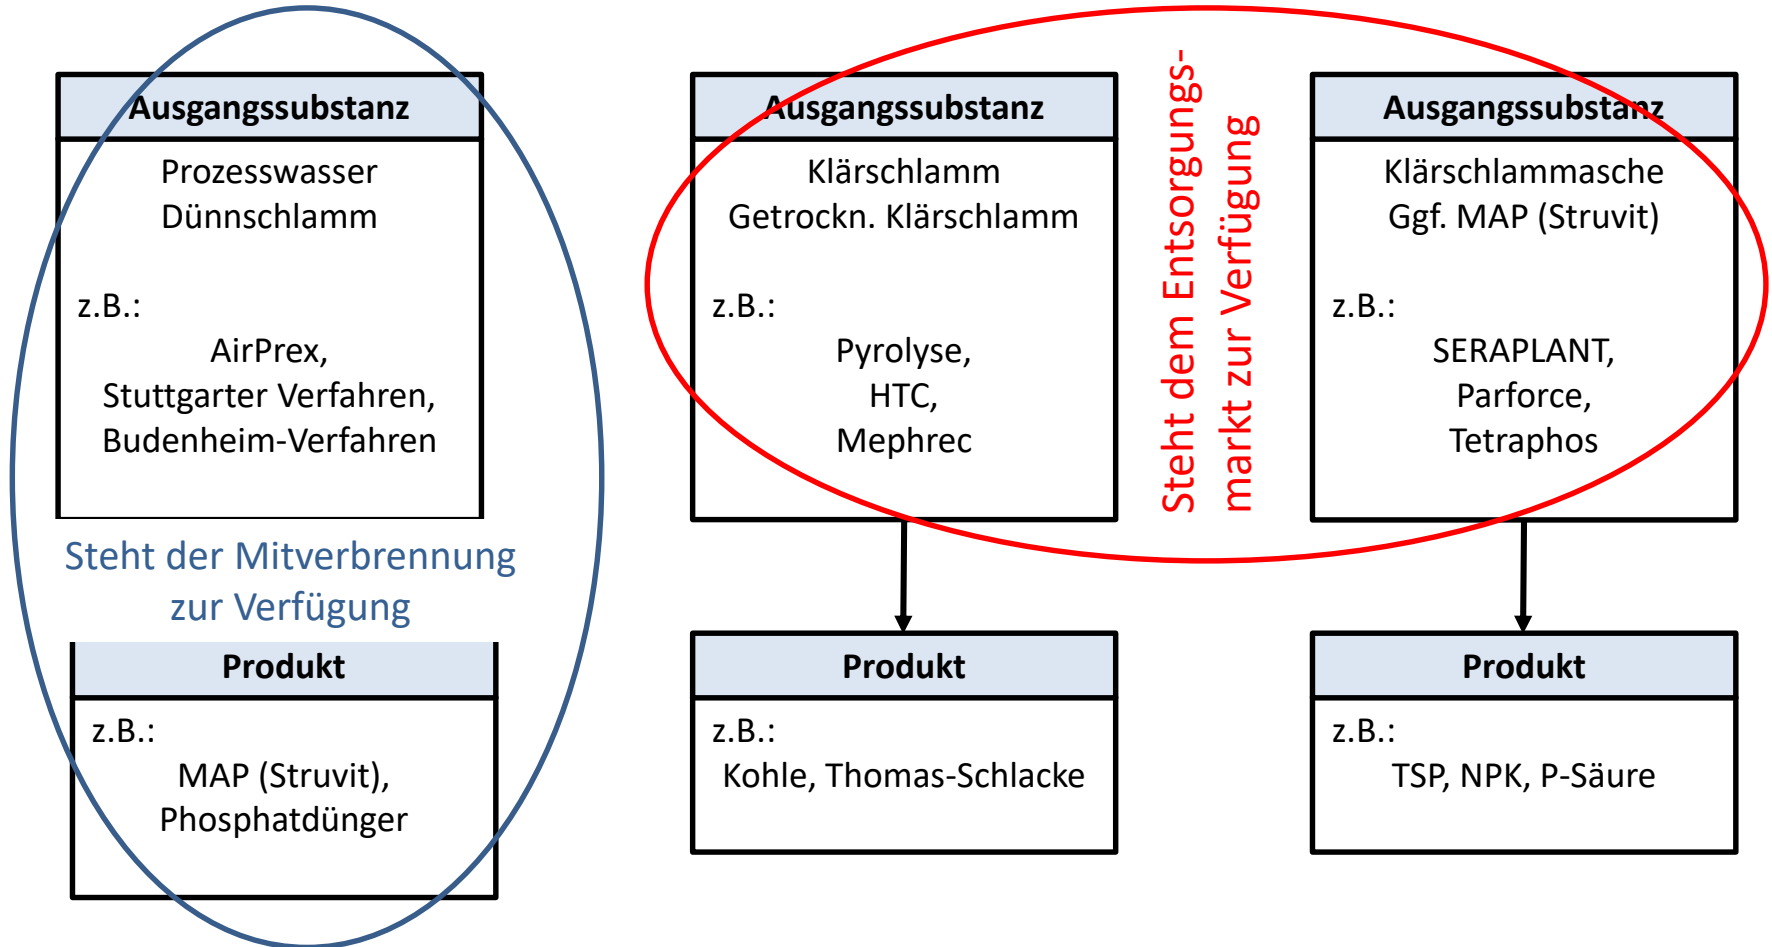 Ausgangssubstanz
Prozesswasser
Dünnschlamm
z.B.:
AirPrex,
Stuttgarter Verfahren,
Budenheim-Verfahren
Steht der Mitverbrennung
zur Verfügung
Produkt
z.B.:
MAP (Struvit),
Phosphatdünger
Ausgangssubstanz
Klärschlamm
Getrockn. Klärschlamm
z.B.:
Pyrolyse,
HTC,
Mephrec
Produkt
z.B.:
Kohle, Thomas-Schlacke
Steht dem Entsorgungs-
markt zur Verfügung
Ausgangssubstanz
Klärschlammasche
Ggf. MAP (Struvit)
z.B.:
SERAPLANT,
Parforce,
Tetraphos
Produkt
z.B.:
TSP, NPK, P-Säure